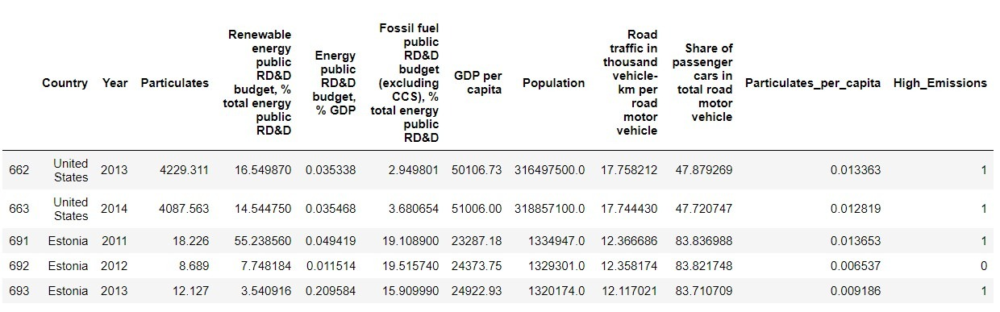 Country Year Particulates Renewable energy public RD&D budget, % total energy public RD&D Energy public RD&D budget, % GDP Fossil fuel public RD&D budget (excluding CCS), % total energy public RD&D GDP per capita Population Road traffic in thousand vehicle-km per road motor vehicle Share of passenger cars in total road motor vehicle Particulates_per_capita High_Emissions
662 United States 2013 4229.311 16.549870 0.035338 2.949801 50106.73 316497500.0 17.758212 47.879269 0.013363 1
663 United States 2014 4087.563 14.544750 0.035468 3.680654 51006.00 318857100.0 17.744430 47.720747 0.012819 1
691 Estonia 2011 18.226 55.238560 0.049419 19.108900 23287.18 1334947.0 12.366686 83.836988 0.013653 1
692 Estonia 2012 8.689 7.748184 0.011514 19.515740 24373.75 1329301.0 12.358174 83.821748 0.006537 0
693 Estonia 2013 12.127 3.540916 0.209584 15.909990 24922.93 1320174.0 12.117021 83.710709 0.009186 1